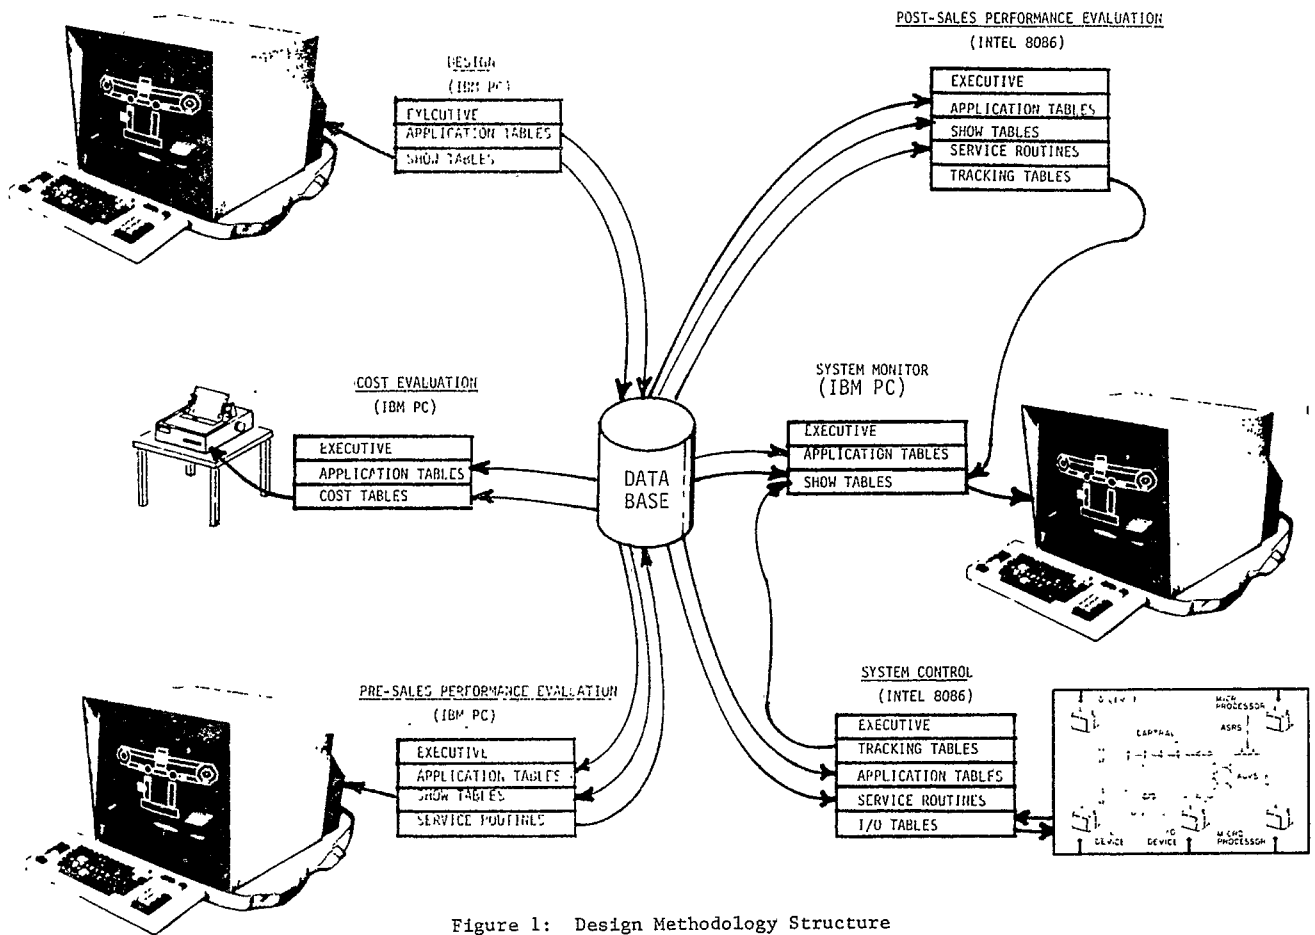 POST-SALES PERFORMANCE EVALUATION
(INTEL 8086)
EXECUTIVE
APPLICATION TABLES
SHOW TABLES
SERVICE ROUTINES
TRACKING TABLES
DESIGN
(IBM PC)
EXECUTIVE
APPLICATION TABLES
SHOW TABLES
COST EVALUATION
(IBM PC)
EXECUTIVE
APPLICATION TABLES
COST TABLES
DATA
BASE
SYSTEM MONITOR
(IBM PC)
EXECUTIVE
APPLICATION TABLES
SHOW TABLES
PRE-SALES PERFORMANCE EVALUATION
(IBM PC)
EXECUTIVE
APPLICATION TABLES
SHOW TABLES
SERVICE ROUTINES
SYSTEM CONTROL
(INTEL 8086)
EXECUTIVE
TRACKING TABLES
APPLICATION TABLES
SERVICE ROUTINES
I/O TABLES
MICRO
PROCESSOR
ASRS
DEVICE
DEVICE
MICRO
PROCESSOR
Figure 1: Design Methodology Structure